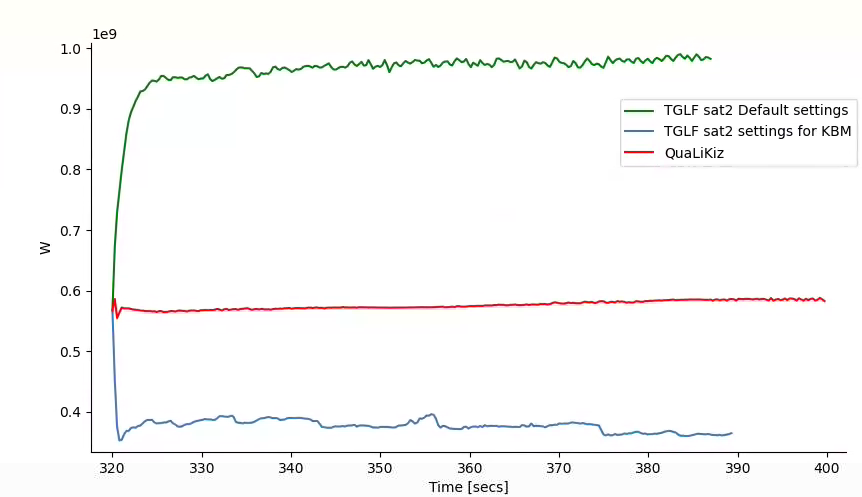 1e9
1.0
0.9
0.8
0.7
0.6
0.5
0.4
W
TGLF sat2 Default settings
TGLF sat2 settings for KBM
QuaLiKiz
320 330 340 350 360 370 380 390 400
Time [secs]